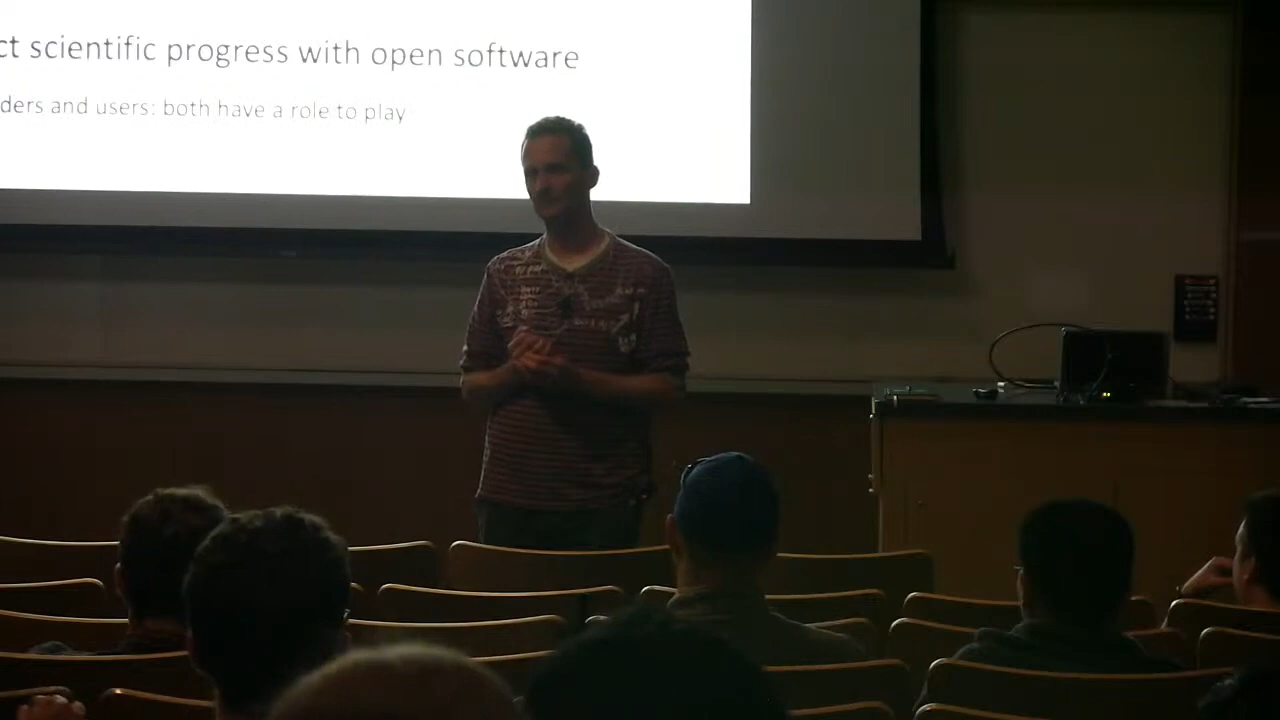 ct scientific progress with open software
ders and users: both have a role to play